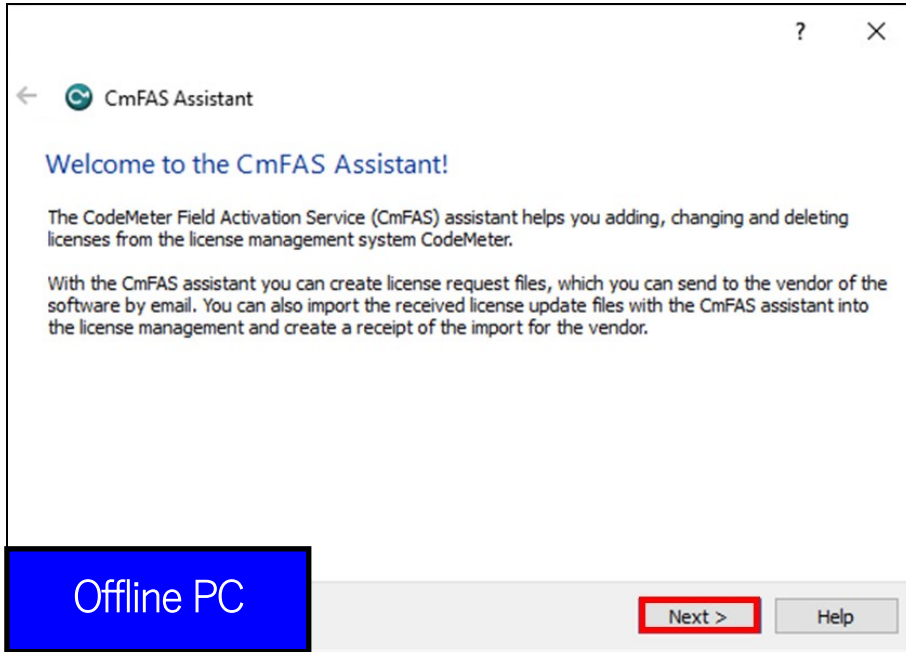 ?
CmFAS Assistant
Welcome to the CmFAS Assistant!
The CodeMeter Field Activation Service (CmFAS) assistant helps you adding, changing and deleting
licenses from the license management system CodeMeter.
With the CmFAS assistant you can create license request files, which you can send to the vendor of the
software by email. You can also import the received license update files with the CmFAS assistant into
the license management and create a receipt of the import for the vendor.
Offline PC
Next >
Help